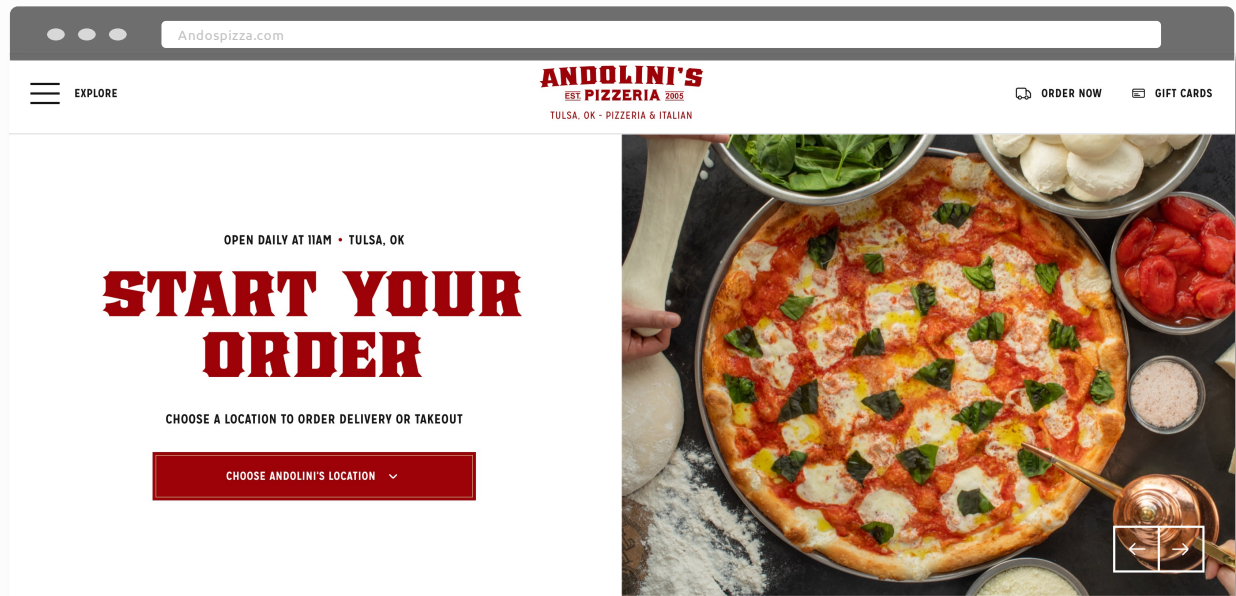 Andospizza.com
EXPLORE
ANDOLINI'S
EST. PIZZERIA 2005
TULSA, OK - PIZZERIA & ITALIAN
ORDER NOW
GIFT CARDS
OPEN DAILY AT 11AM • TULSA, OK
START YOUR
ORDER
CHOOSE A LOCATION TO ORDER DELIVERY OR TAKEOUT
CHOOSE ANDOLINI'S LOCATION